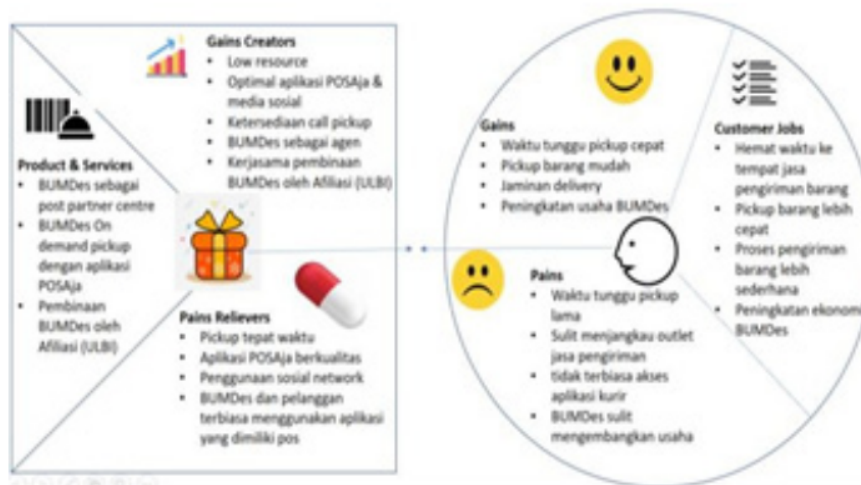 Gains Creators
• Low resource
• Optimal aplikasi POSAja &
media sosial
• Ketersediaan call pickup
• BUMDes sebagai agen
• Kerjasama pembinaan
BUMDes oleh Afiliasi (ULBI)
Product & Services
• BUMDes sebagai
post partner centre
• BUMDes On
demand pickup
dengan aplikasi
POSAja
• Pembinaan
BUMDes oleh
Afiliasi (ULBI)
Pains Relievers
• Pickup tepat waktu
• Aplikasi POSAja berkualitas
• Penggunaan sosial network
• BUMDes dan pelanggan
terbiasa menggunakan aplikasi
yang dimiliki pos
Gains
• Waktu tunggu pickup cepat
• Pickup barang mudah
• Jaminan delivery
• Peningkatan usaha BUMDes
Pains
• Waktu tunggu pickup
lama
• Sulit menjangkau outlet
jasa pengiriman
• tidak terbiasa akses
aplikasi kurir
• BUMDes sulit
mengembangkan usaha
Customer Jobs
• Hemat waktu ke
tempat jasa
pengiriman barang
• Pickup barang lebih
cepat
• Proses pengiriman
barang lebih
sederhana
• Peningkatan ekonom
BUMDes